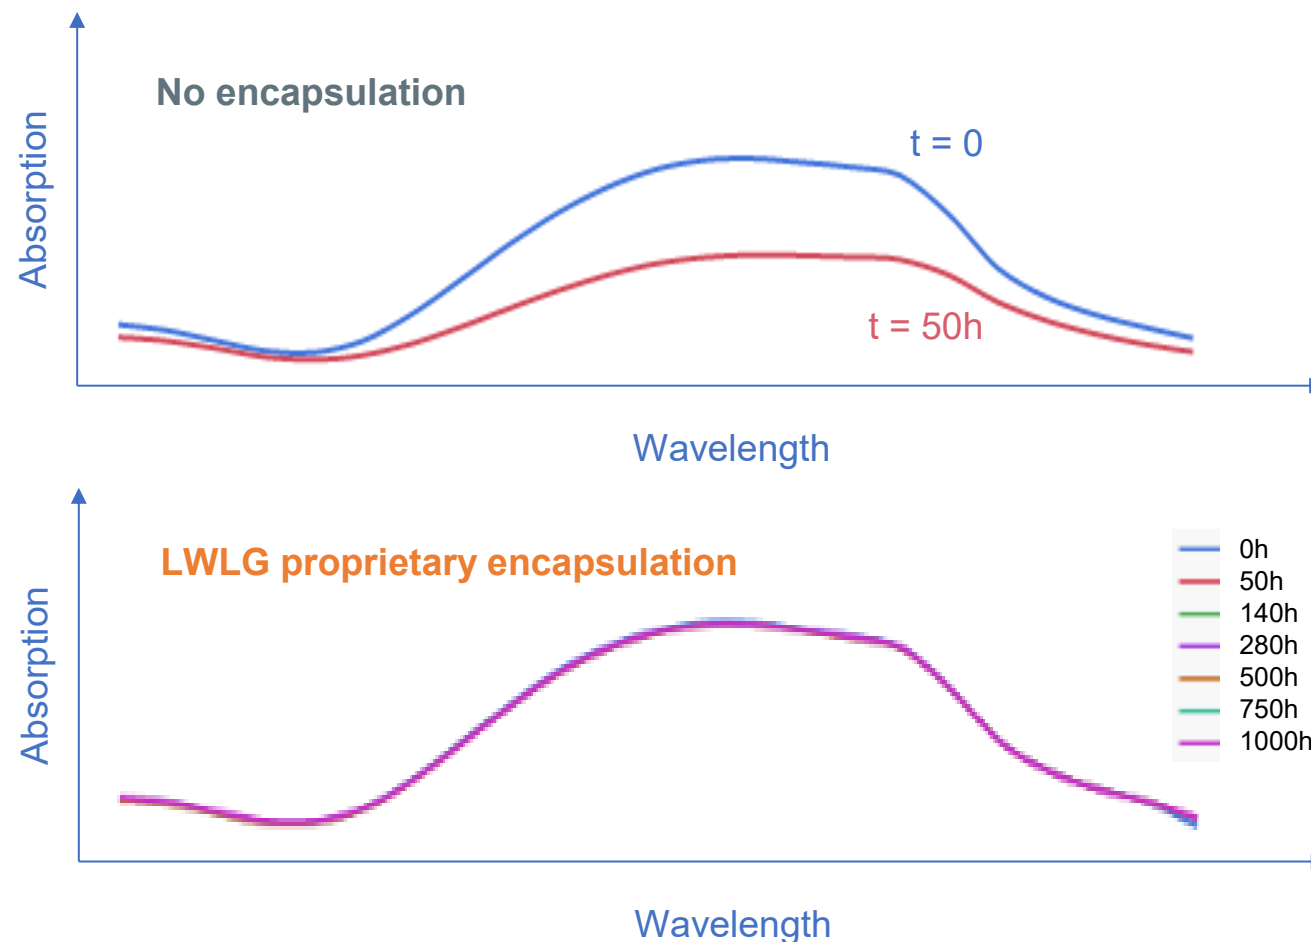 No encapsulation
t = 0
Absorption
t = 50h
Wavelength
LWLG proprietary encapsulation
0h
50h
140h
280h
500h
750h
1000h
Absorption
Wavelength